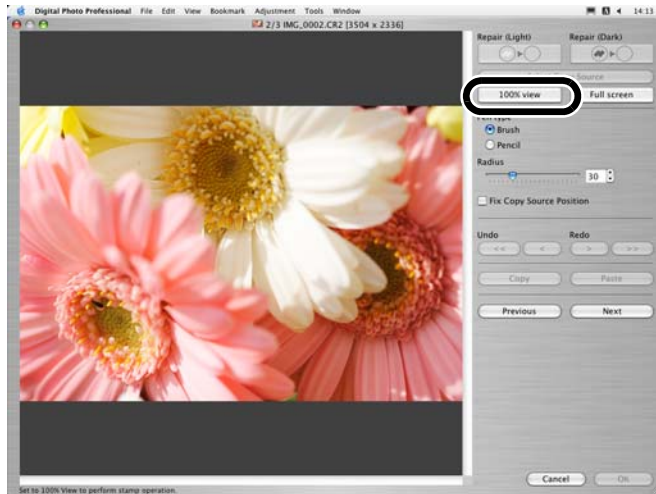 Digital Photo Professional File Edit View Bookmark Adjustment Tools Window 14:13
2/3 IMG_0002.CR2 [3504 x 2336]
Repair (Light) Repair (Dark)
Source
100% view Full screen
Pen Type
Brush
Pencil
Radius
30
Fix Copy Source Position
Undo Redo
<< < > >>
Copy Paste
Previous Next
Cancel OK
Set to 100% View to perform stamp operation.